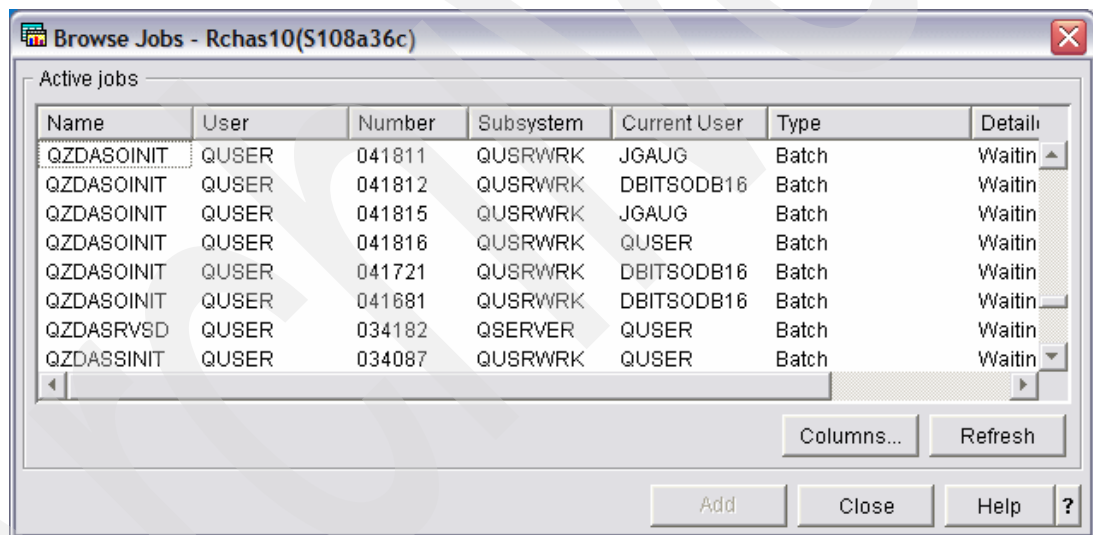 Browse Jobs - Rchas10(S108a36c)
Active jobs
Name User Number Subsystem Current User Type Detaile
QZDASOINIT QUSER 041811 QUSRWRK JGAUG Batch Waitin
QZDASOINIT QUSER 041812 QUSRWRK DBITSODB16 Batch Waitin
QZDASOINIT QUSER 041815 QUSRWRK JGAUG Batch Waitin
QZDASOINIT QUSER 041816 QUSRWRK QUSER Batch Waitin
QZDASOINIT QUSER 041721 QUSRWRK DBITSODB16 Batch Waitin
QZDASOINIT QUSER 041681 QUSRWRK DBITSODB16 Batch Waitin
QZDASRVSD QUSER 034182 QSERVER QUSER Batch Waitin
QZDASSINIT QUSER 034087 QUSRWRK QUSER Batch Waitin
Columns... Refresh
Add Close Help ?